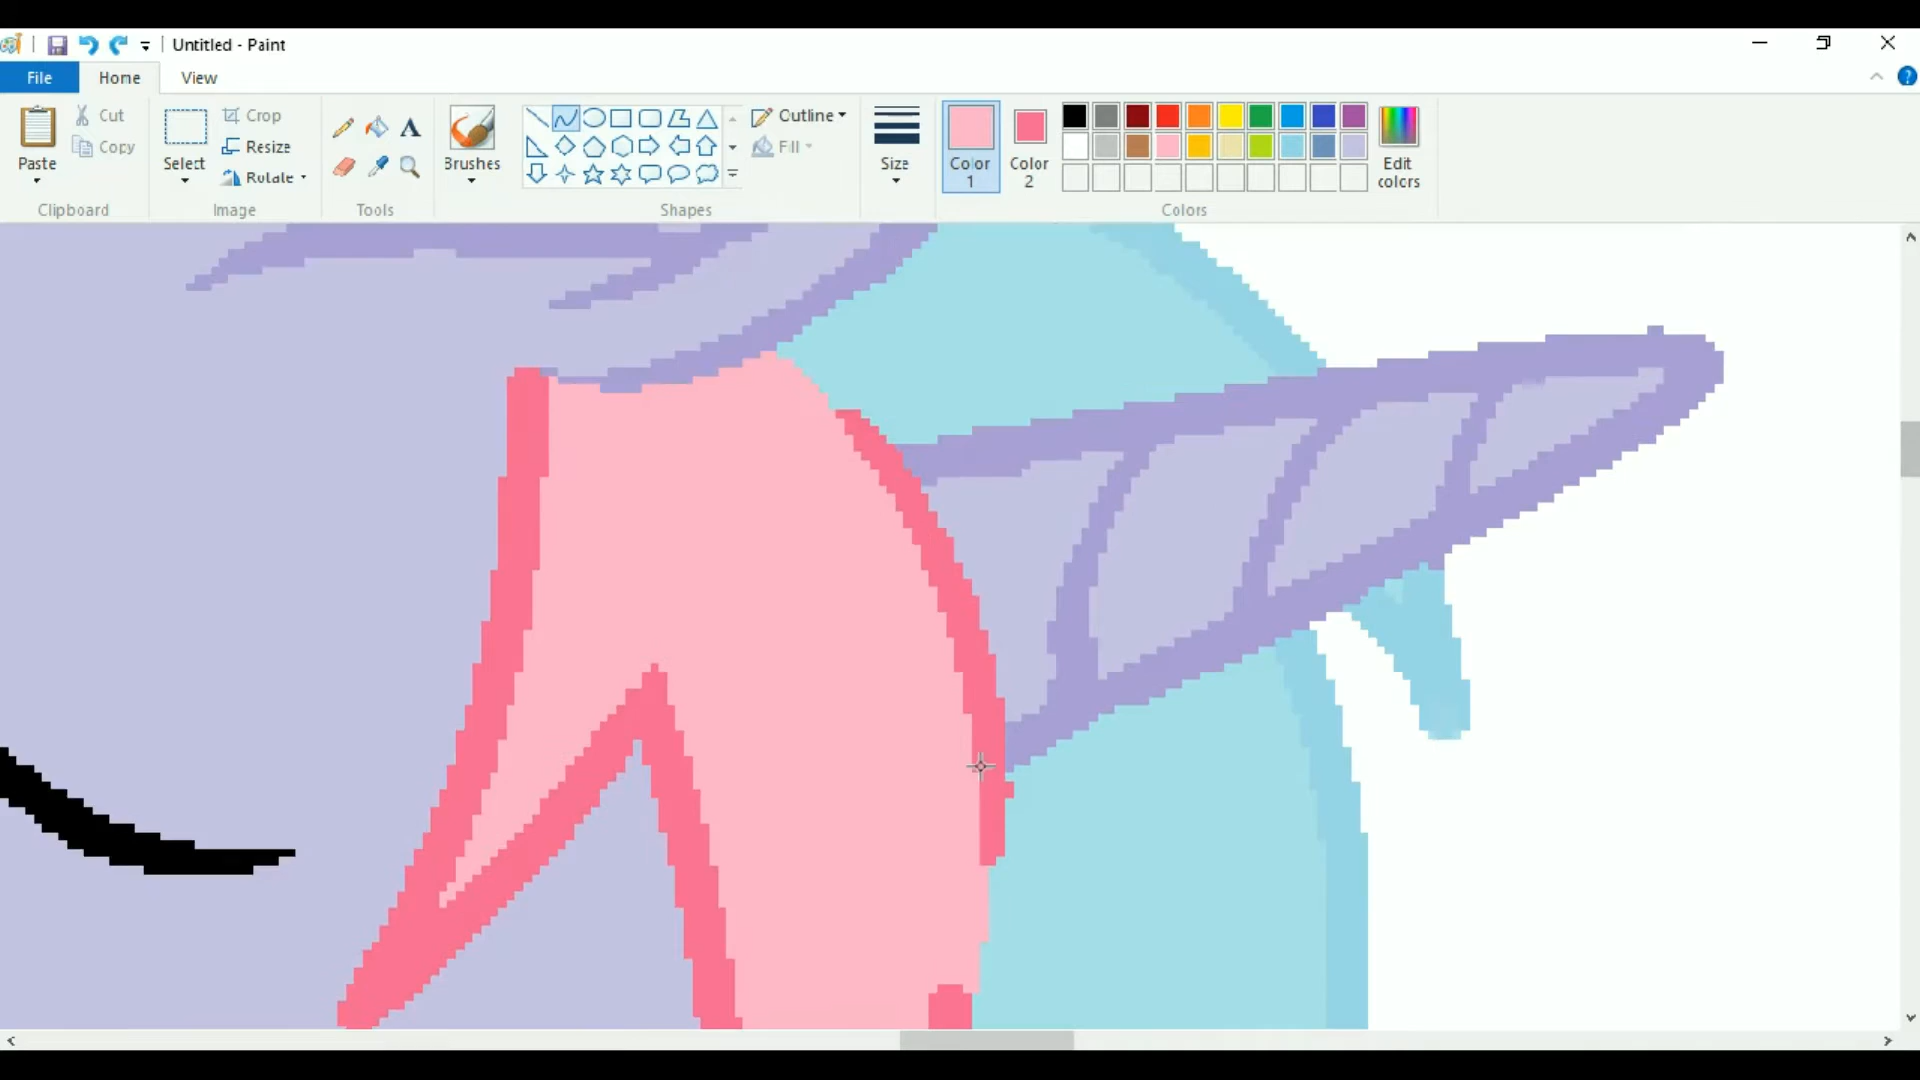 Untitled - Paint
File Home View
Paste Cut Copy Clipboard
Select Crop Resize Rotate Image
A
Tools
Brushes
Outline Fill Shapes
Size
Color 1 Color 2
Edit colors
Colors
?